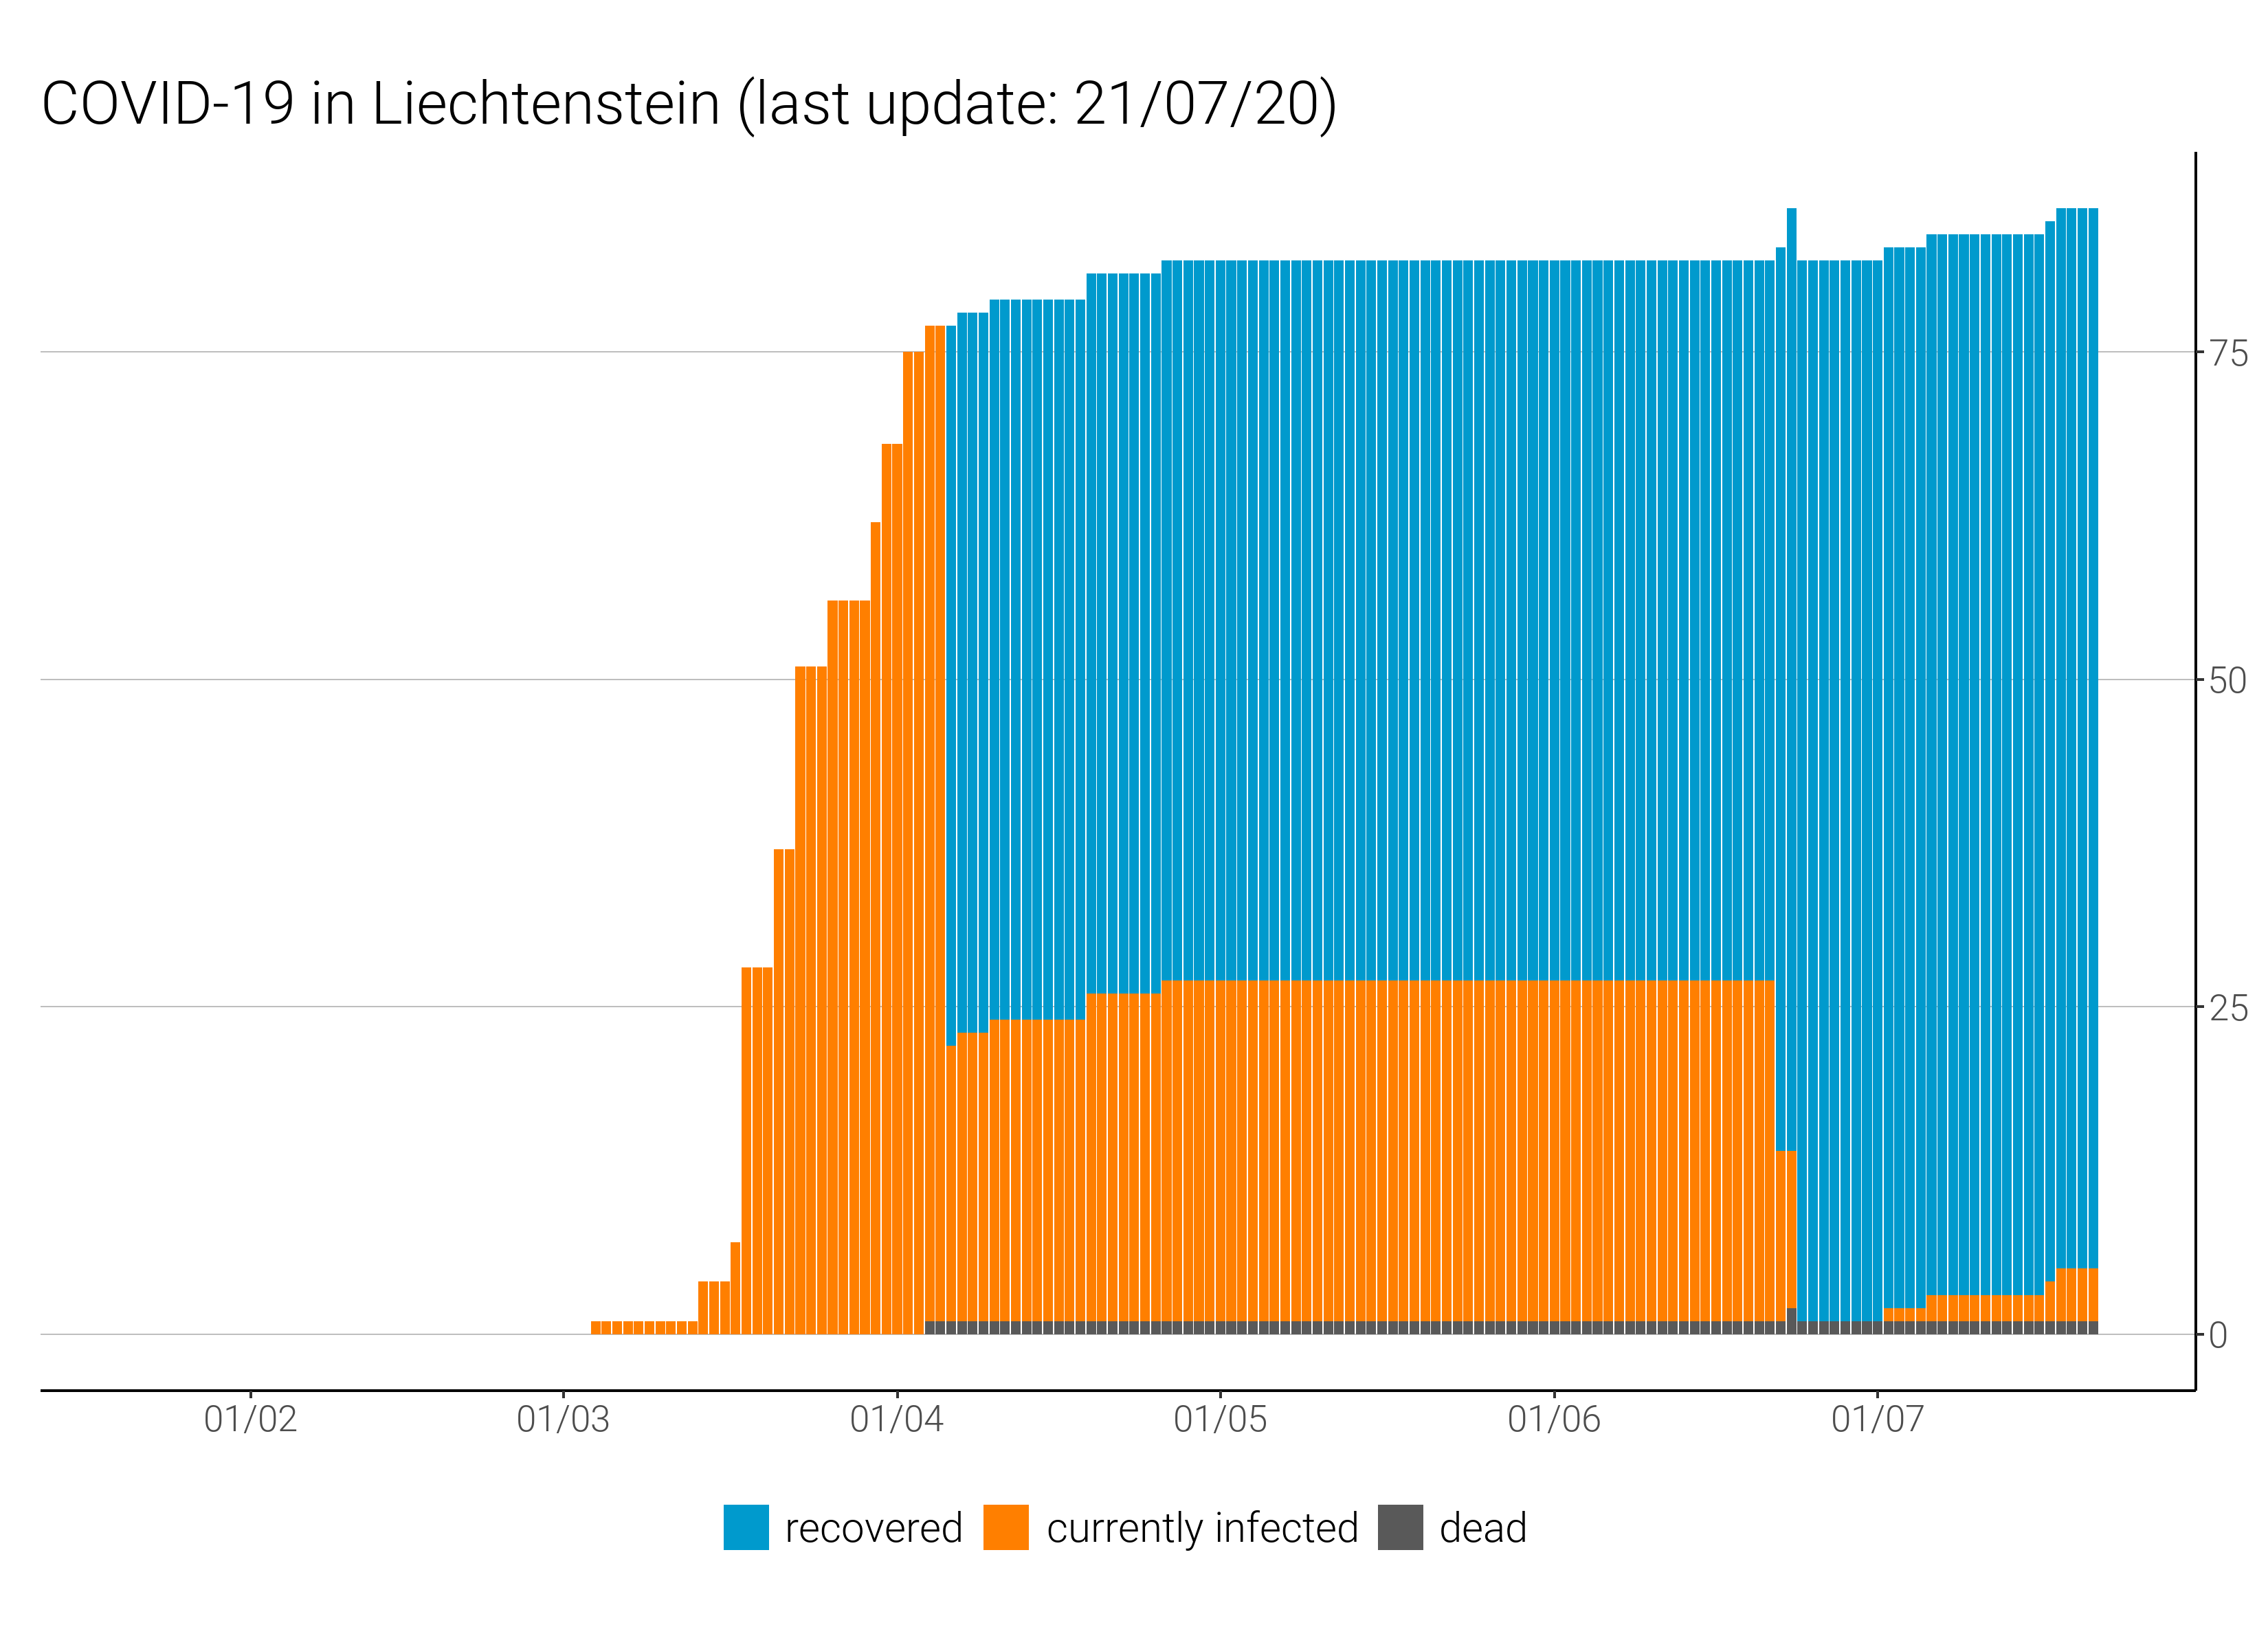 COVID-19 in Liechtenstein (last update: 21/07/20)
75
50
25
0
01/02 01/03 01/04 01/05 01/06 01/07
recovered currently infected dead